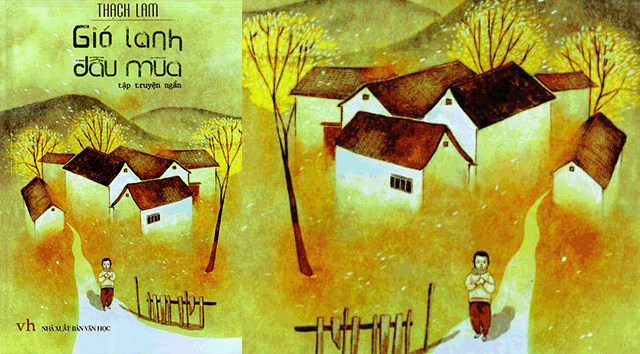 THẠCH LAM
Gió lạnh
đầu mùa
tập truyện ngắn
vh NHÀ XUẤT BẢN VĂN HỌC